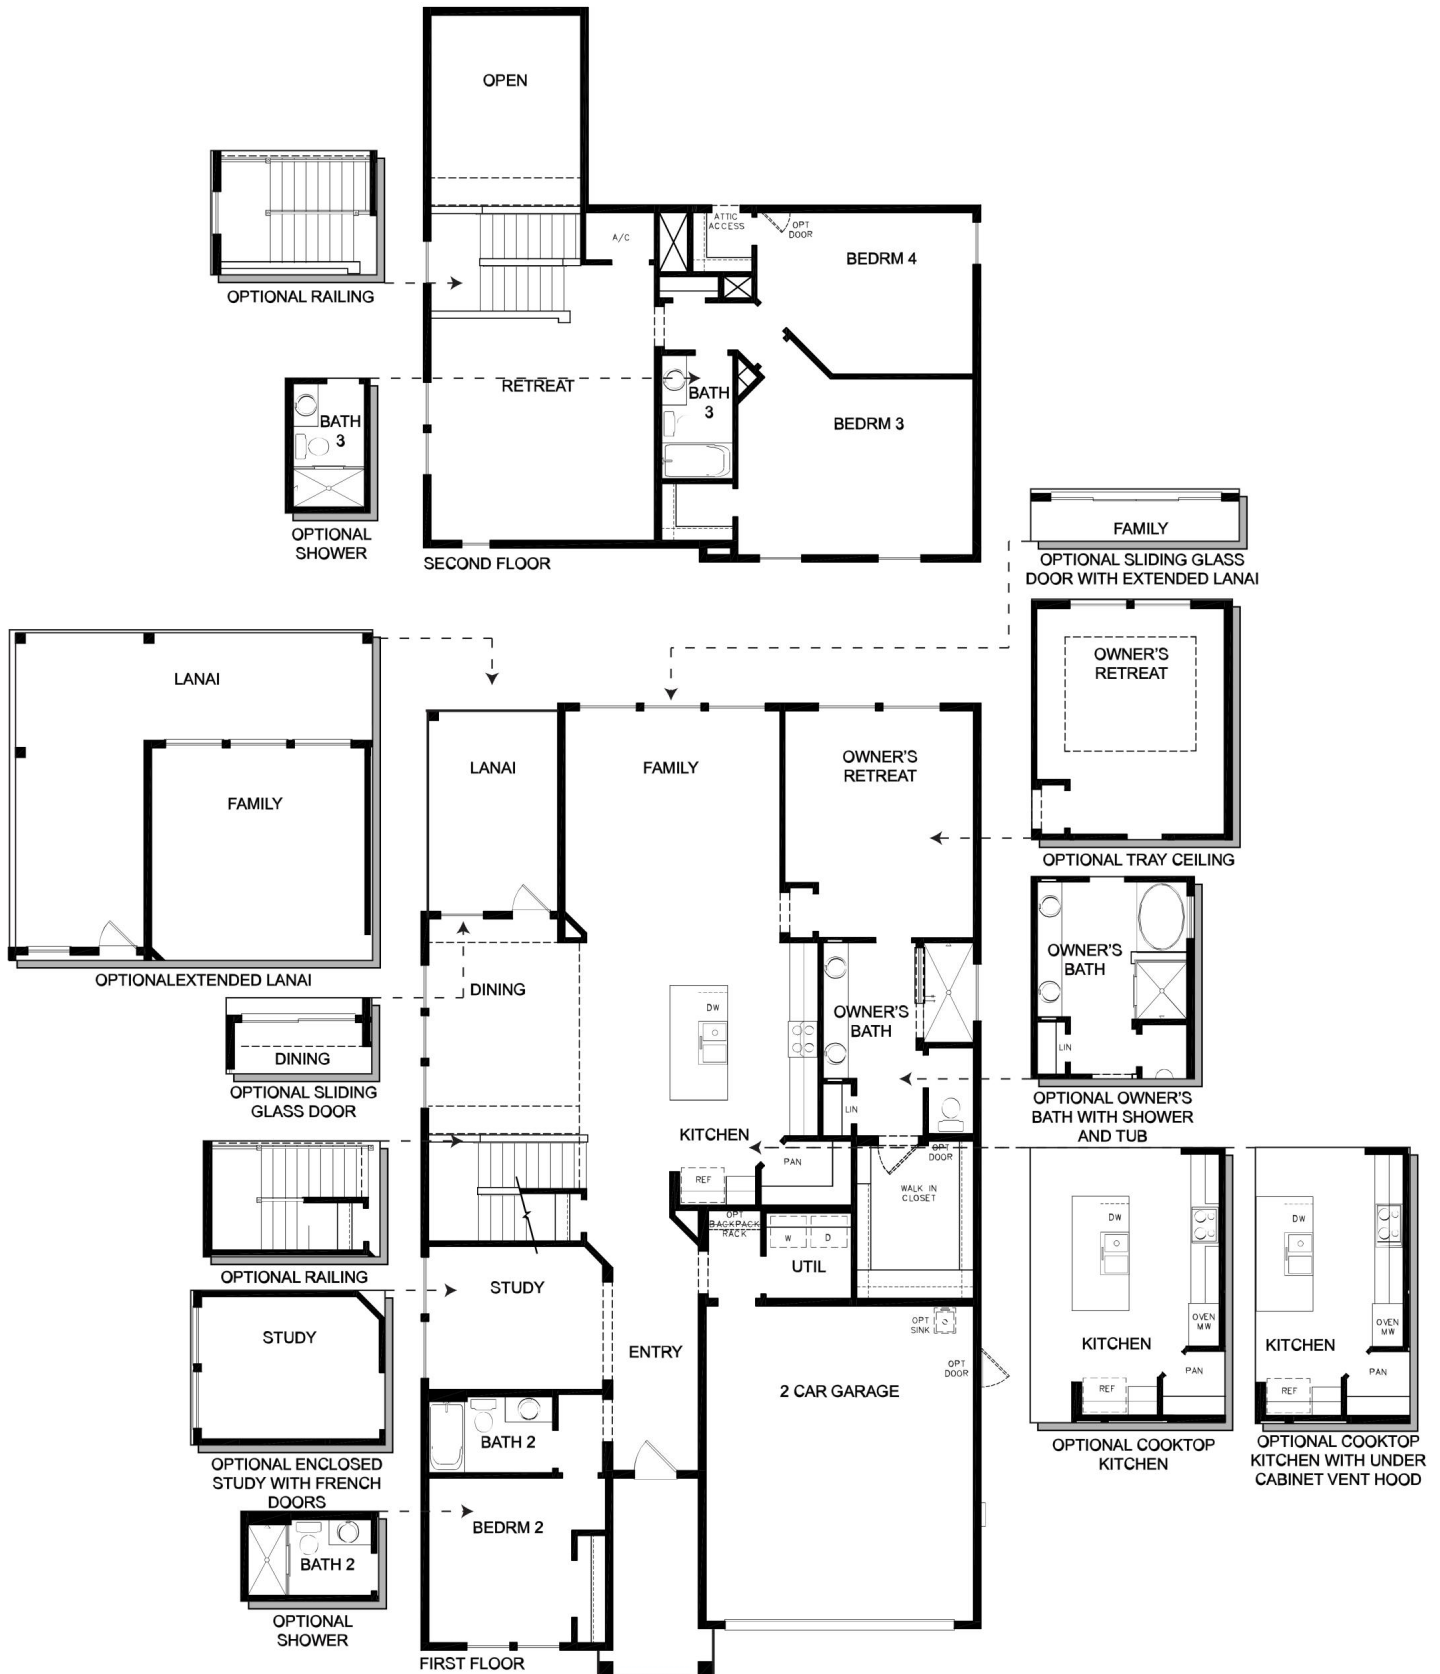 OPEN
A/C
ATTIC
ACCESS
OPT
DOOR
BEDRM 4
OPTIONAL RAILING
RETREAT
BATH
3
BATH
3
BEDRM 3
OPTIONAL
SHOWER
SECOND FLOOR
FAMILY
OPTIONAL SLIDING GLASS
DOOR WITH EXTENDED LANAI
LANAI
FAMILY
OPTIONALEXTENDED LANAI
OWNER'S
RETREAT
OPTIONAL TRAY CEILING
LANAI
FAMILY
OWNER'S
RETREAT
DINING
OPTIONAL SLIDING
GLASS DOOR
DINING
DW
OWNER'S
BATH
LIN
OWNER'S
BATH
LIN
OPTIONAL OWNER'S
BATH WITH SHOWER
AND TUB
KITCHEN
PAN
REF
OPT
DOOR
WALK IN
CLOSET
OPT
BACKPACK
RACK
W
D
UTIL
OPTIONAL RAILING
STUDY
STUDY
OPTIONAL ENCLOSED
STUDY WITH FRENCH
DOORS
ENTRY
OPT
SINK
OPT
DOOR
2 CAR GARAGE
DW
OVEN
MW
KITCHEN
PAN
REF
OPTIONAL COOKTOP
KITCHEN
DW
OVEN
MW
KITCHEN
PAN
REF
OPTIONAL COOKTOP
KITCHEN WITH UNDER
CABINET VENT HOOD
BATH 2
BEDRM 2
BATH 2
OPTIONAL
SHOWER
FIRST FLOOR